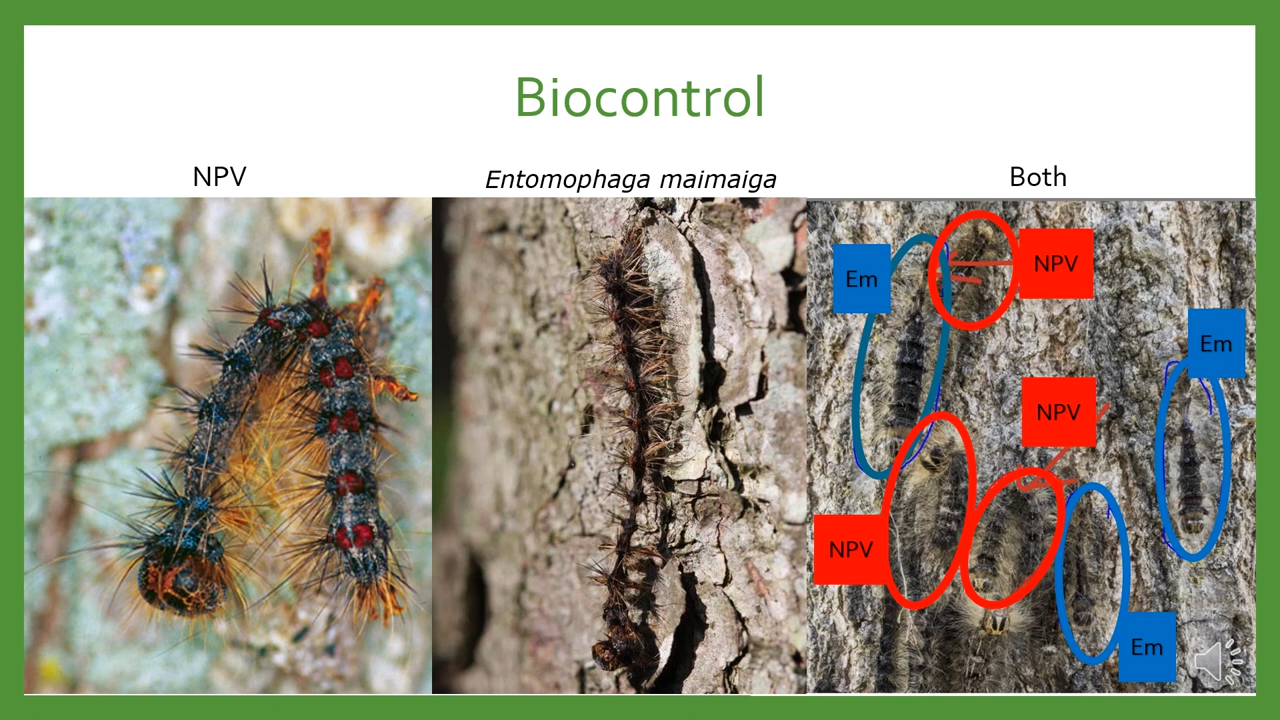 Biocontrol
NPV
Entomophaga maimaiga
Both
Em
NPV
Em
NPV
NPV
Em